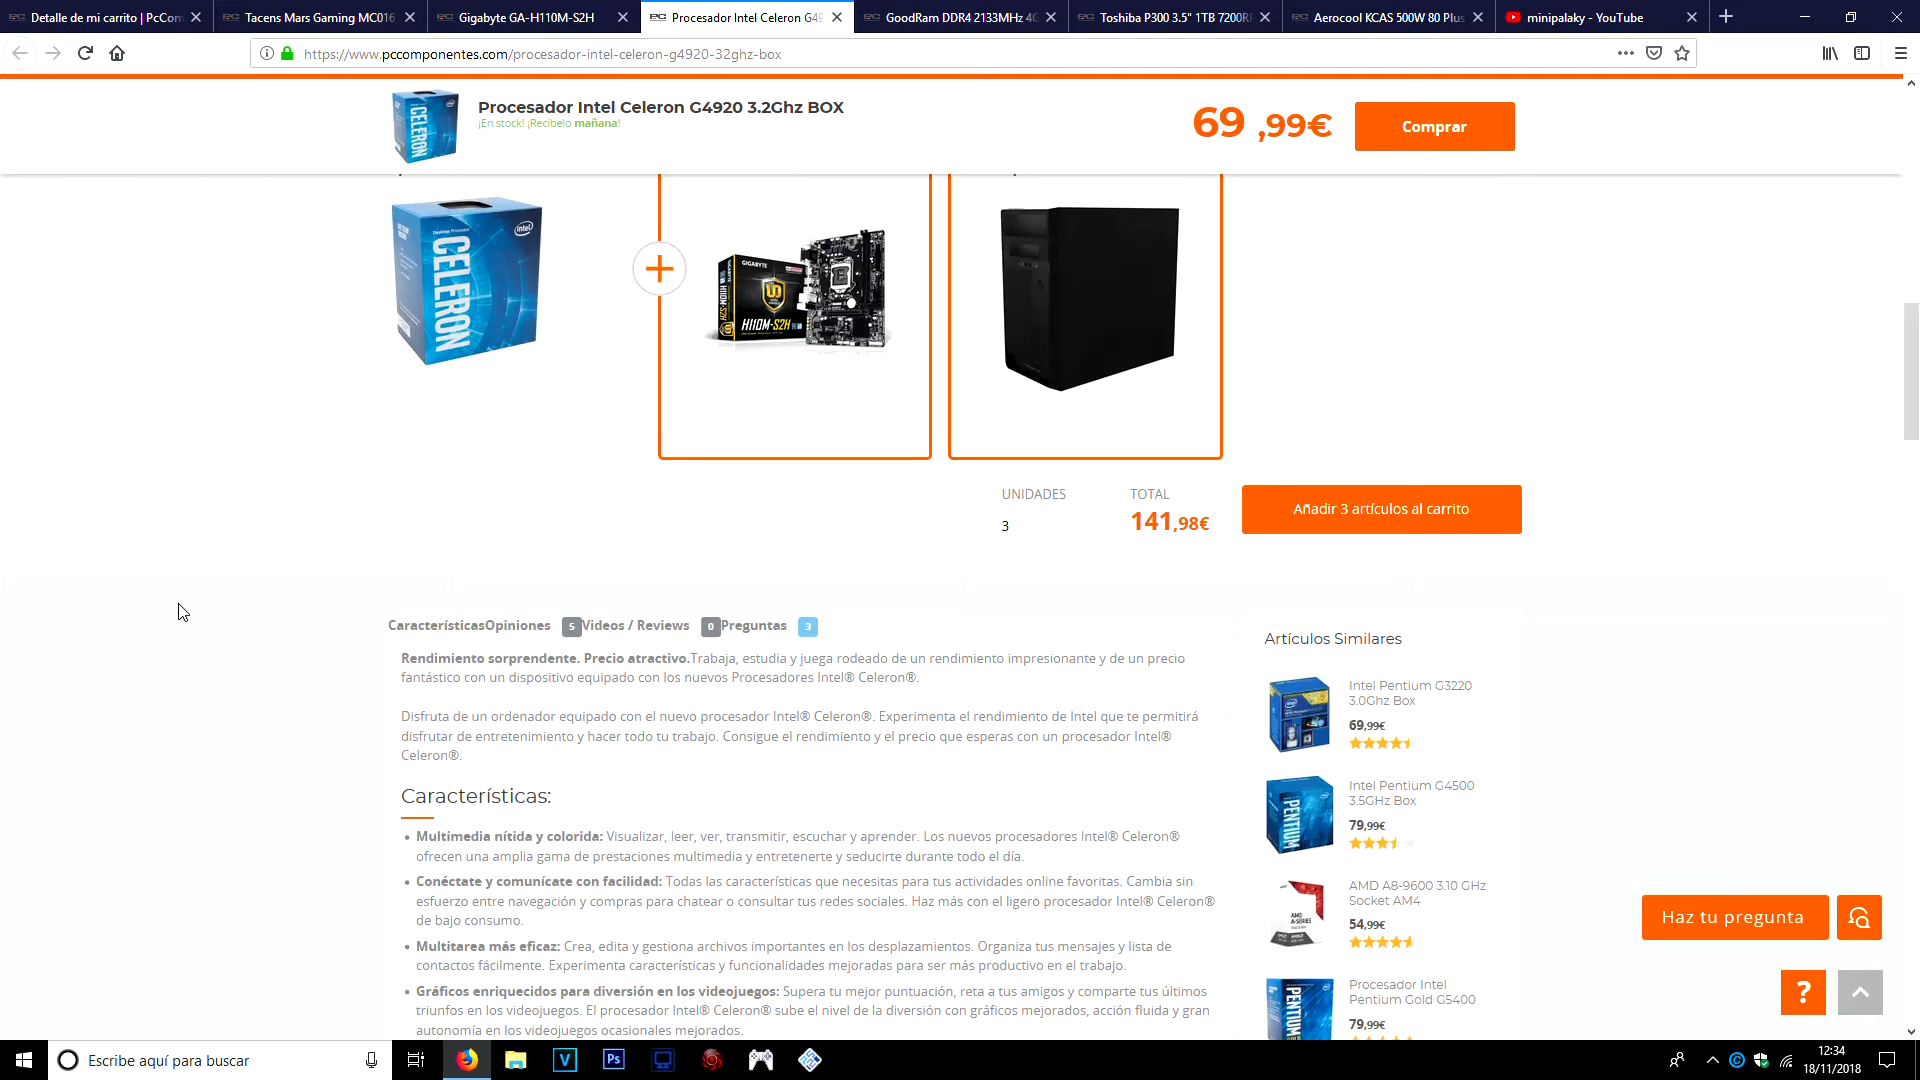 Detalle de mi carrito | PcCom
Tacens Mars Gaming MC016
Gigabyte GA-H110M-S2H
Procesador Intel Celeron G49
GoodRam DDR4 2133MHz 4G
Toshiba P300 3.5" 1TB 7200R
Aerocool KCAS 500W 80 Plus
minipalaky - YouTube
https://www.pccomponentes.com/procesador-intel-celeron-g4920-32ghz-box
Procesador Intel Celeron G4920 3.2Ghz BOX
¡En stock! ¡Recíbelo mañana!
69 ,99€
Comprar
CELERON
intel
CELERON
GIGABYTE
H110M-S2H
UNIDADES
TOTAL
3
141,98€
Añadir 3 artículos al carrito
Características Opiniones 5 Videos / Reviews 0 Preguntas 3
Rendimiento sorprendente. Precio atractivo.Trabaja, estudia y juega rodeado de un rendimiento impresionante y de un precio
fantástico con un dispositivo equipado con los nuevos Procesadores Intel® Celeron®.
Disfruta de un ordenador equipado con el nuevo procesador Intel® Celeron®. Experimenta el rendimiento de Intel que te permitirá
disfrutar de entretenimiento y hacer todo tu trabajo. Consigue el rendimiento y el precio que esperas con un procesador Intel®
Celeron®.
Características:
• Multimedia nítida y colorida: Visualizar, leer, ver, transmitir, escuchar y aprender. Los nuevos procesadores Intel® Celeron®
ofrecen una amplia gama de prestaciones multimedia y entretenerte y seducirte durante todo el día.
• Conéctate y comunícate con facilidad: Todas las características que necesitas para tus actividades online favoritas. Cambia sin
esfuerzo entre navegación y compras para chatear o consultar tus redes sociales. Haz más con el ligero procesador Intel® Celeron®
de bajo consumo.
• Multitarea más eficaz: Crea, edita y gestiona archivos importantes en los desplazamientos. Organiza tus mensajes y lista de
contactos fácilmente. Experimenta características y funcionalidades mejoradas para ser más productivo en el trabajo.
• Gráficos enriquecidos para diversión en los videojuegos: Supera tu mejor puntuación, reta a tus amigos y comparte tus últimos
triunfos en los videojuegos. El procesador Intel® Celeron® sube el nivel de la diversión con gráficos mejorados, acción fluida y gran
autonomía en los videojuegos ocasionales mejorados.
Artículos Similares
Intel Pentium G3220
3.0Ghz Box
69,99€
Intel Pentium G4500
3.5GHz Box
79,99€
PENTIUM
AMD A8-9600 3.10 GHz
Socket AM4
54,99€
Procesador Intel
Pentium Gold G5400
79,99€
PENTIUM
Haz tu pregunta
?
Escribe aquí para buscar
V
Ps
12:34
18/11/2018